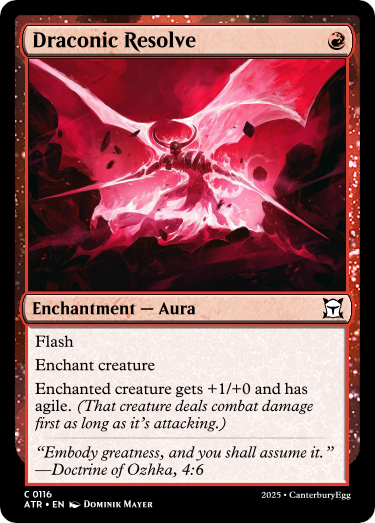 Draconic Resolve
Enchantment — Aura
Flash
Enchant creature
Enchanted creature gets +1/+0 and has
agile. (That creature deals combat damage
first as long as it's attacking.)
“Embody greatness, and you shall assume it.”
—Doctrine of Ozhka, 4:6
C 0116
ATR • EN Dominik Mayer
2025 • CanterburyEgg